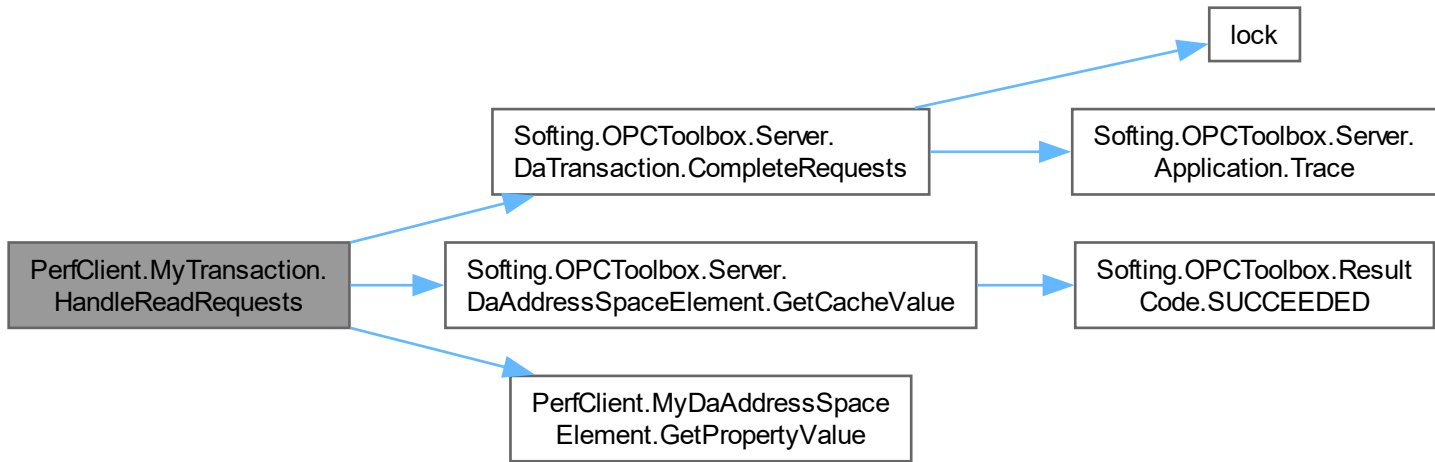 PerfClient.MyTransaction.
HandleReadRequests
Softing.OPCToolbox.Server.
DaTransaction.CompleteRequests
lock
Softing.OPCToolbox.Server.
Application.Trace
Softing.OPCToolbox.Server.
DaAddressSpaceElement.GetCacheValue
Softing.OPCToolbox.Result
Code.SUCCEEDED
PerfClient.MyDaAddressSpace
Element.GetPropertyValue